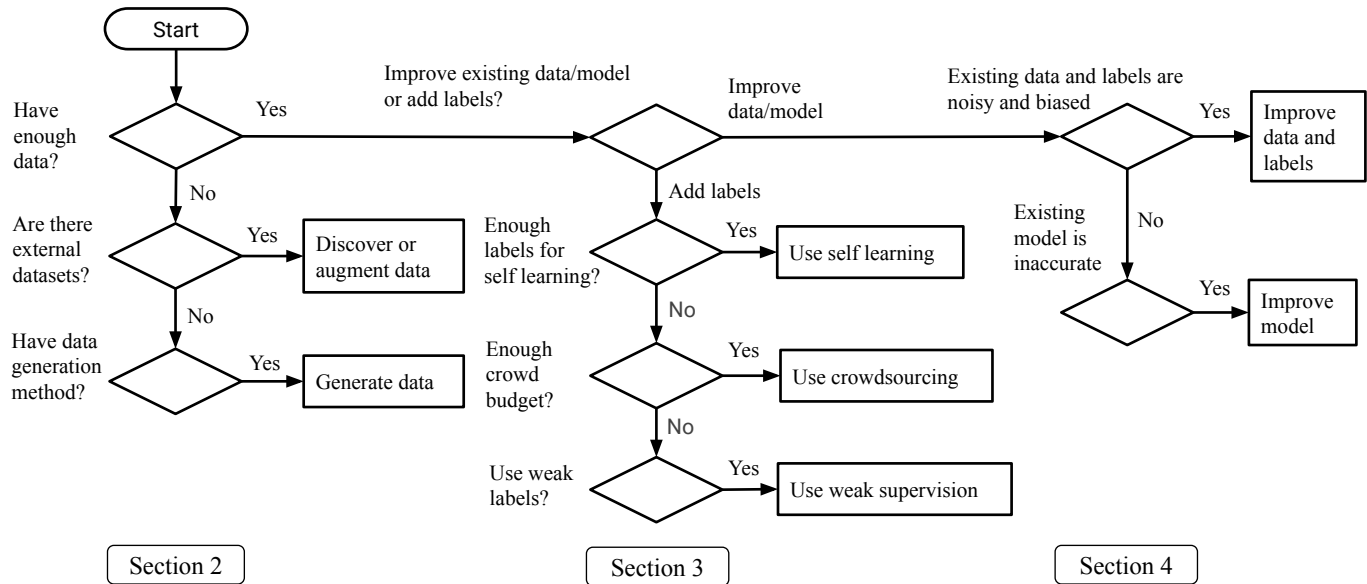 Start
Have
enough
data?
Yes
Improve existing data/model
or add labels?
Improve
data/model
Existing data and labels are
noisy and biased
Yes
Improve
data and
labels
No
Are there
external
datasets?
Yes
Discover or
augment data
No
Have data
generation
method?
Yes
Generate data
Add labels
Enough
labels for
self learning?
Yes
Use self learning
No
Enough
crowd
budget?
Yes
Use crowdsourcing
No
Use weak
labels?
Yes
Use weak supervision
No
Existing
model is
inaccurate
Yes
Improve
model
Section 2
Section 3
Section 4